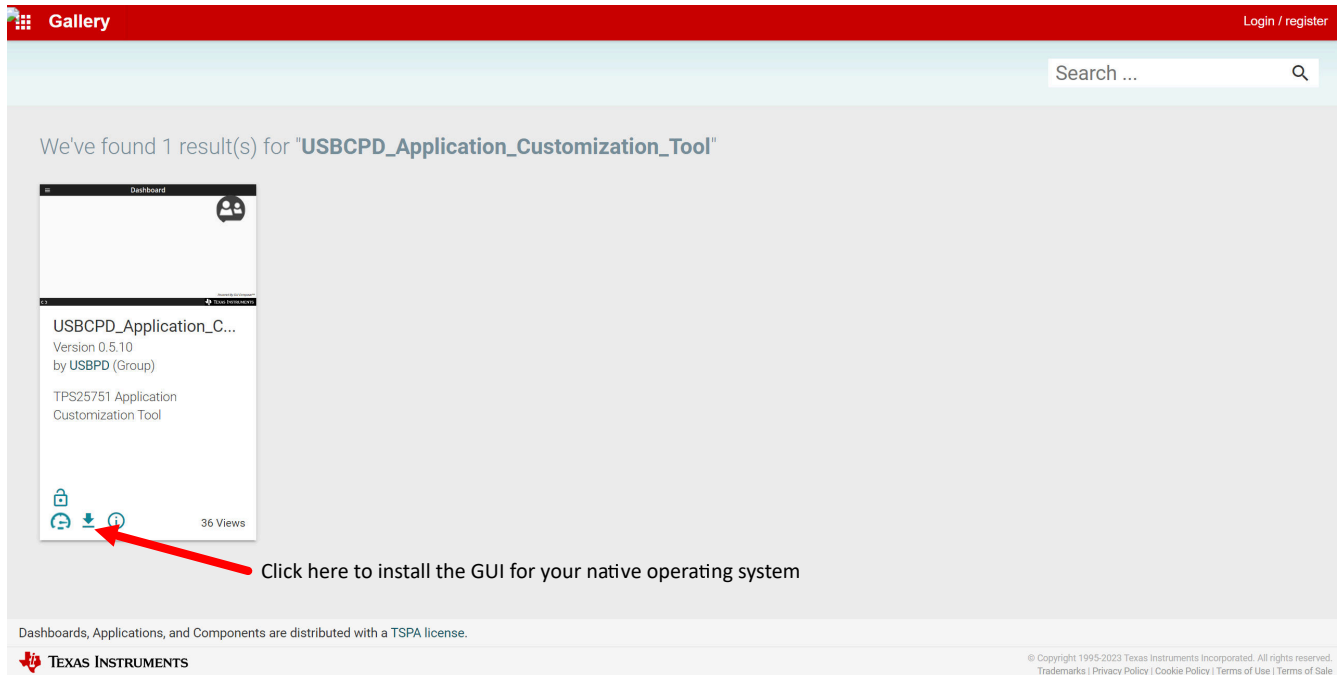 Gallery
Login / register
Search ...
We've found 1 result(s) for "USBCPD_Application_Customization_Tool"
Dashboard
TEXAS INSTRUMENTS
USBCPD_Application_C...
Version 0.5.10
by USBPD (Group)
TPS25751 Application
Customization Tool
36 Views
Click here to install the GUI for your native operating system
Dashboards, Applications, and Components are distributed with a TSPA license.
TEXAS INSTRUMENTS
© Copyright 1995-2023 Texas Instruments Incorporated. All rights reserved.
Trademarks | Privacy Policy | Cookie Policy | Terms of Use | Terms of Sale